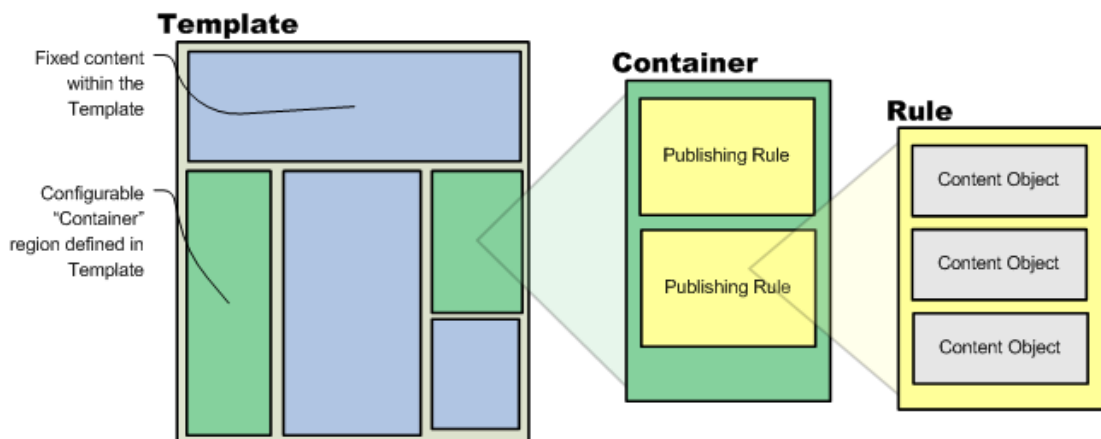 Template
Fixed content
within the
Template
Configurable
“Container”
region defined in
Template
Container
Publishing Rule
Publishing Rule
Rule
Content Object
Content Object
Content Object